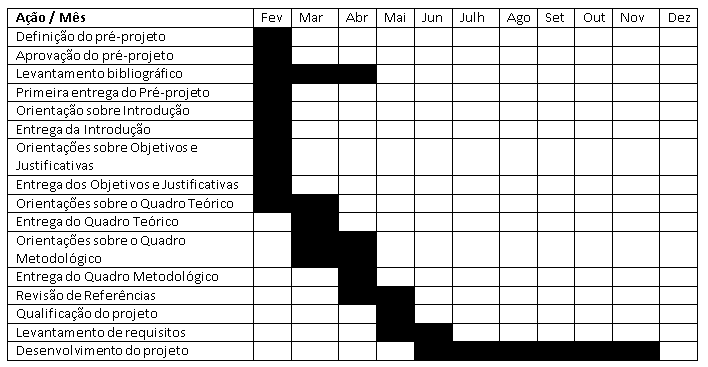 Ação / Mês Fev Mar Abr Mai Jun Julh Ago Set Out Nov Dez
Definição do pré-projeto
Aprovação do pré-projeto
Levantamento bibliográfico
Primeira entrega do Pré-projeto
Orientação sobre Introdução
Entrega da Introdução
Orientações sobre Objetivos e
Justificativas
Entrega dos Objetivos e Justificativas
Orientações sobre o Quadro Teórico
Entrega do Quadro Teórico
Orientações sobre o Quadro
Metodológico
Entrega do Quadro Metodológico
Revisão de Referências
Qualificação do projeto
Levantamento de requisitos
Desenvolvimento do projeto